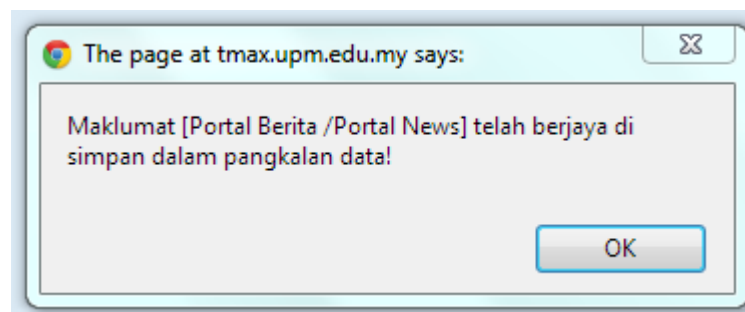 The page at tmax.upm.edu.my says:
Maklumat [Portal Berita /Portal News] telah berjaya di
simpan dalam pangkalan data!
OK